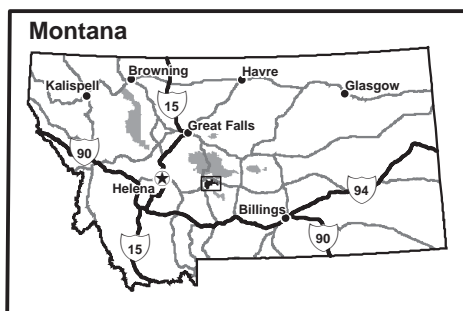 Montana
Browning
Havre
Kalispell
Glasgow
15
Great Falls
90
Helena
94
Billings
15
90